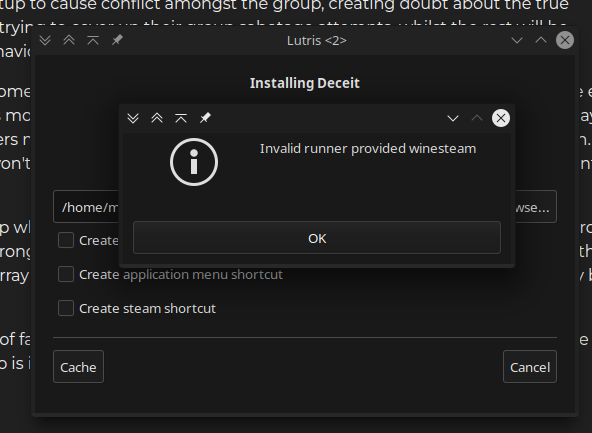 tup to cause conflict amongst the group, creating doubt about the true
Lutris <2>
Installing Deceit
Invalid runner provided winesteam
/home/m
wse...
OK
Create
Create application menu shortcut
Create steam shortcut
Cache
Cancel